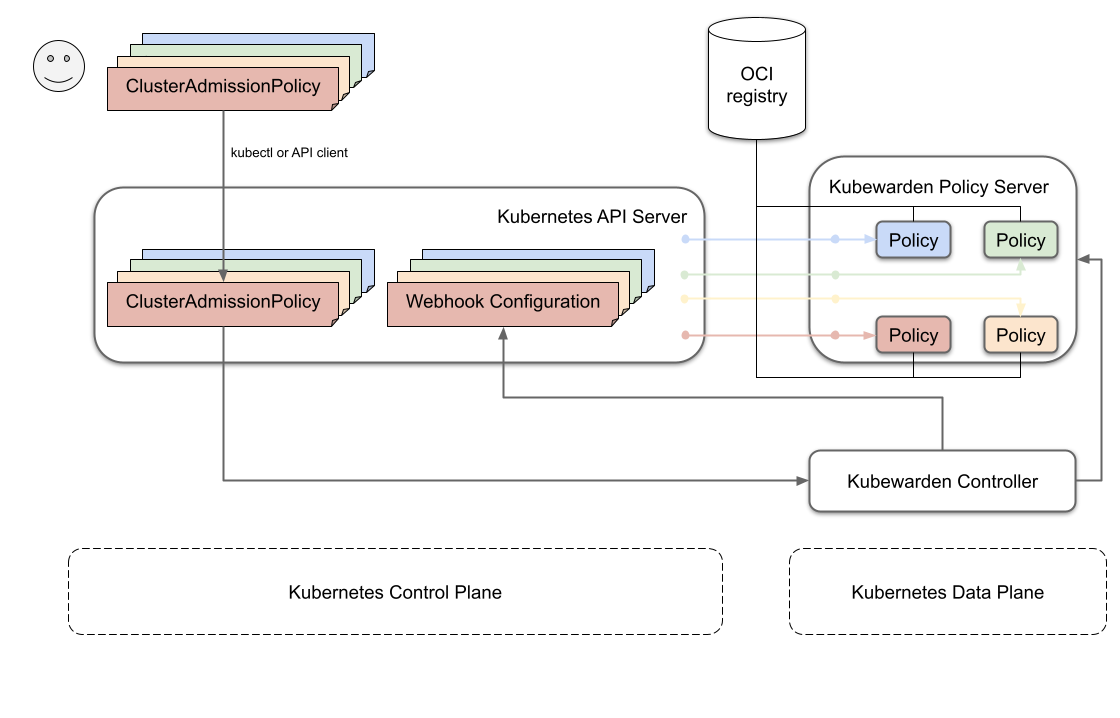 ClusterAdmissionPolicy
OCI
registry
kubectl or API client
Kubewarden Policy Server
Kubernetes API Server
Policy
Policy
ClusterAdmissionPolicy
Webhook Configuration
Policy
Policy
Kubewarden Controller
Kubernetes Control Plane
Kubernetes Data Plane